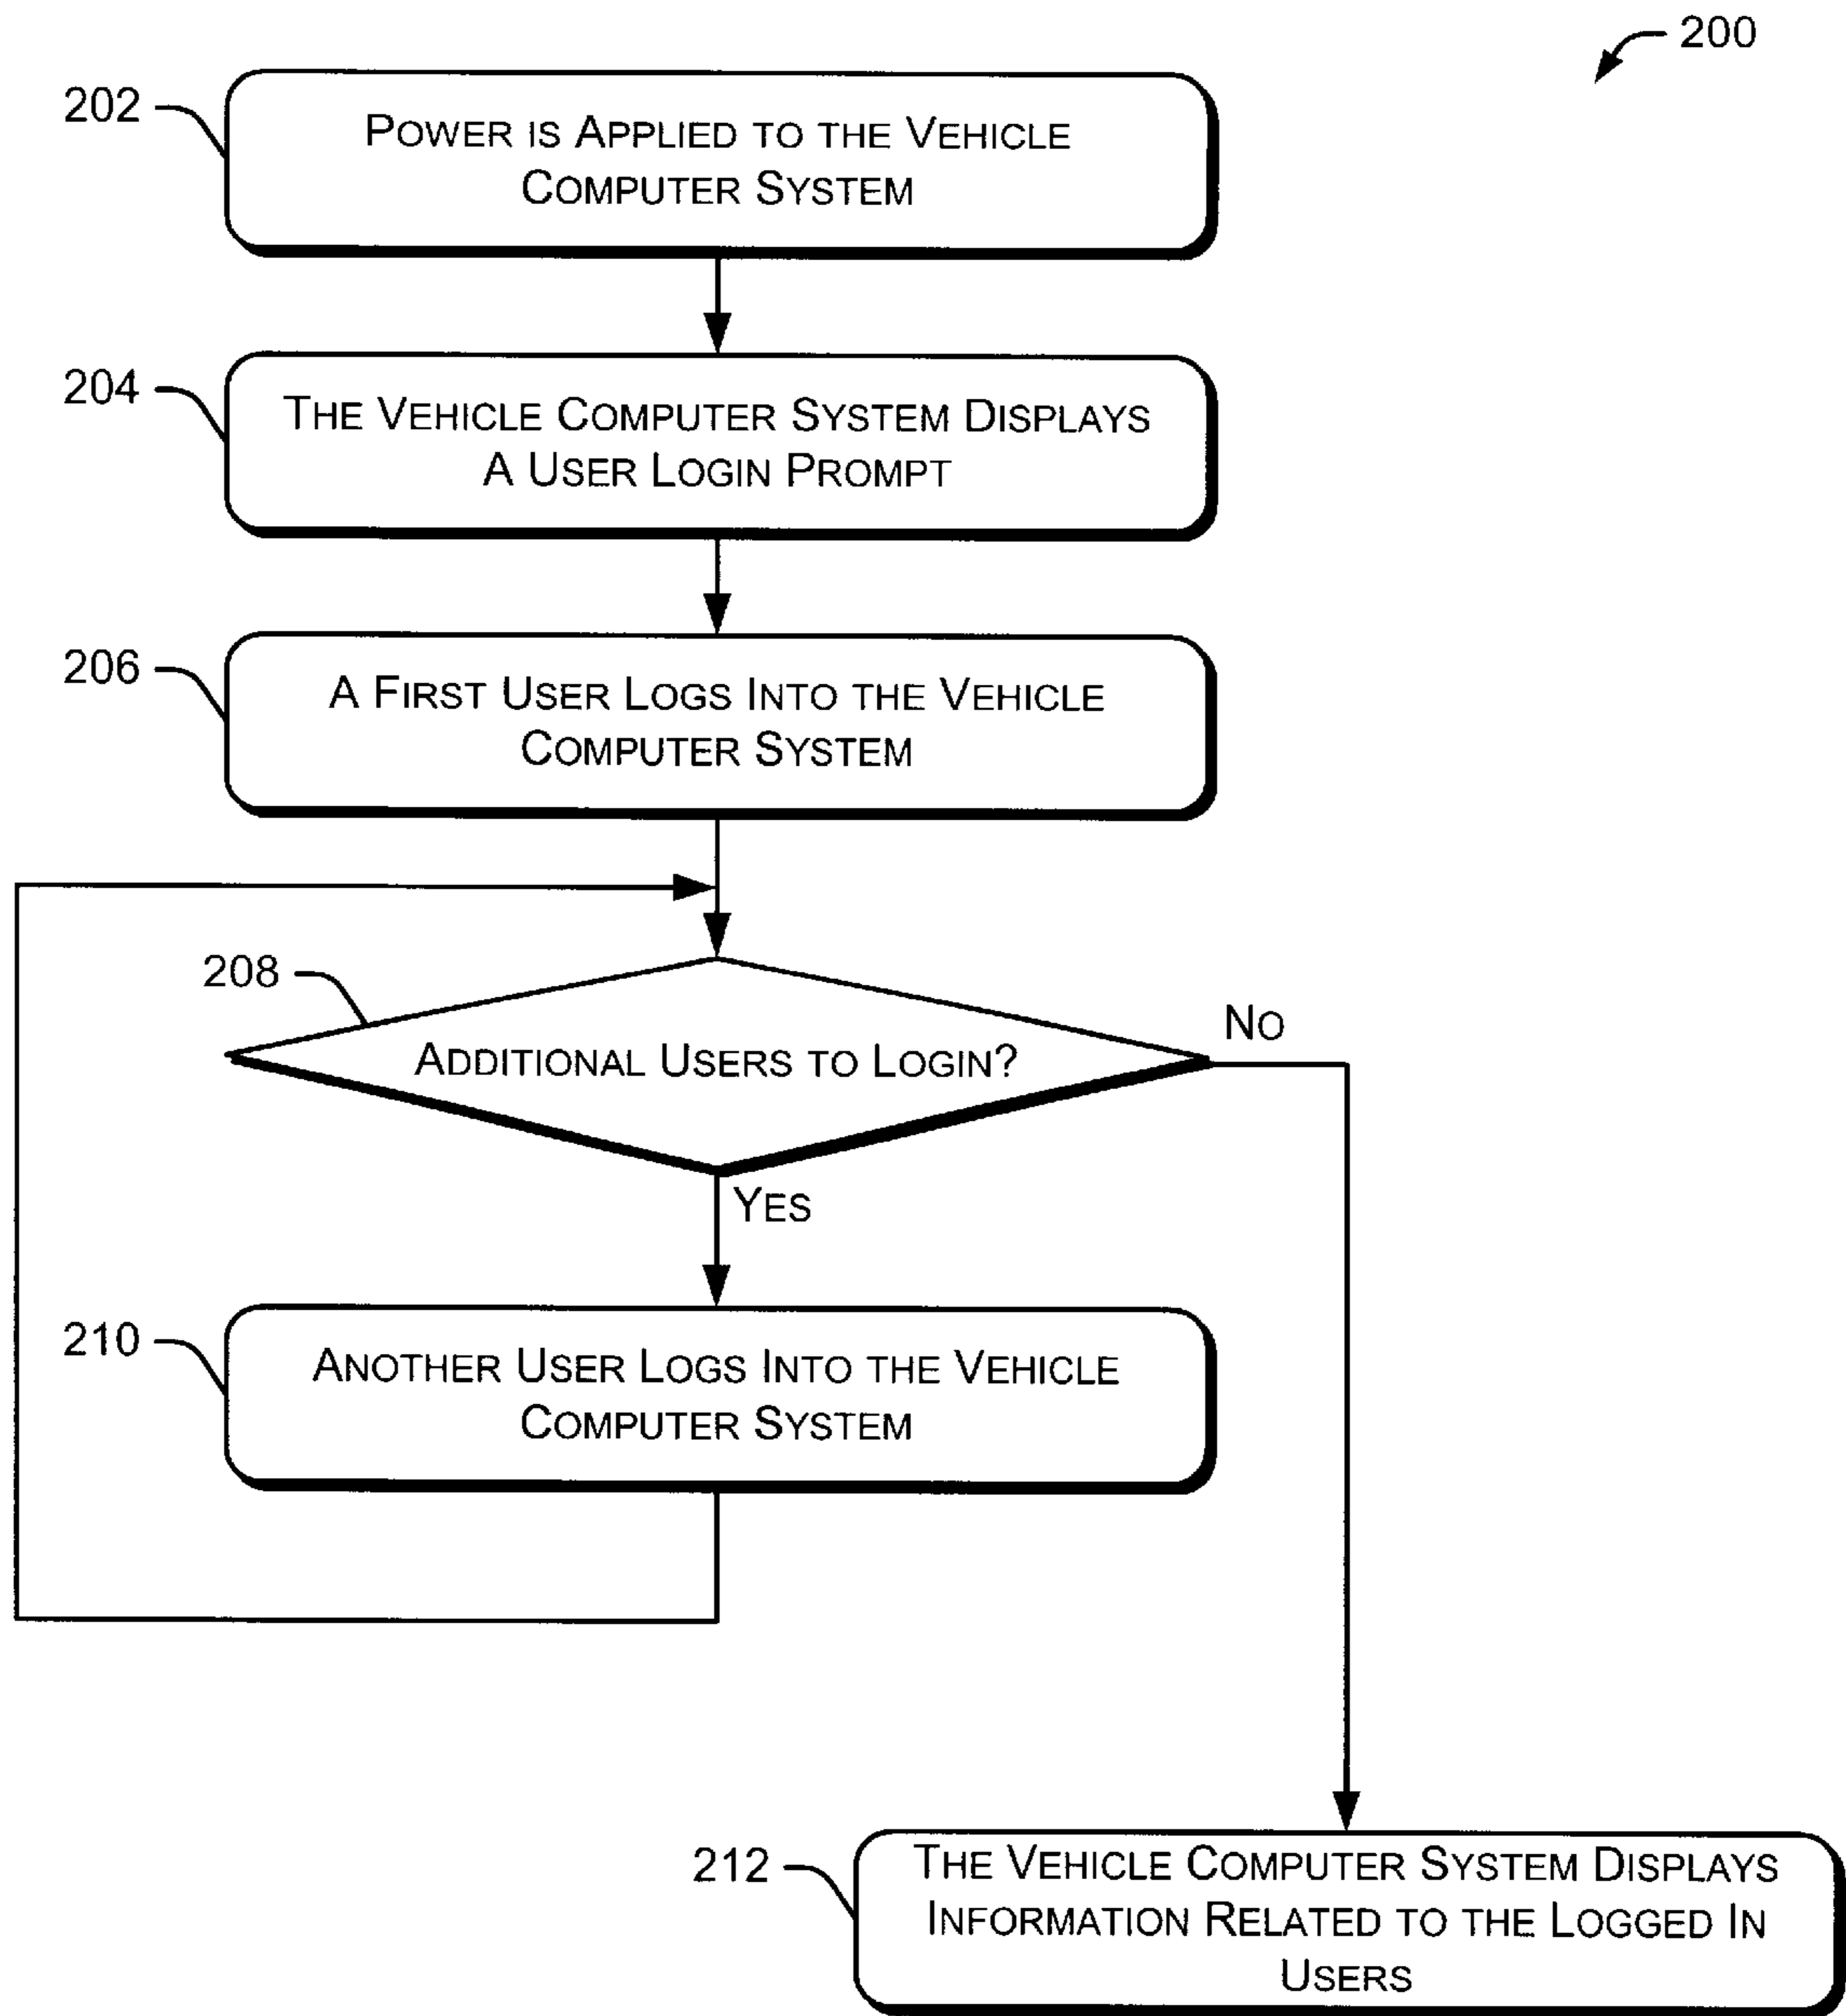 200
202
POWER IS APPLIED TO THE VEHICLE
COMPUTER SYSTEM
204
THE VEHICLE COMPUTER SYSTEM DISPLAYS
A USER LOGIN PROMPT
206
A FIRST USER LOGS INTO THE VEHICLE
COMPUTER SYSTEM
208
ADDITIONAL USERS TO LOGIN?
NO
YES
210
ANOTHER USER LOGS INTO THE VEHICLE
COMPUTER SYSTEM
212
THE VEHICLE COMPUTER SYSTEM DISPLAYS
INFORMATION RELATED TO THE LOGGED IN
USERS